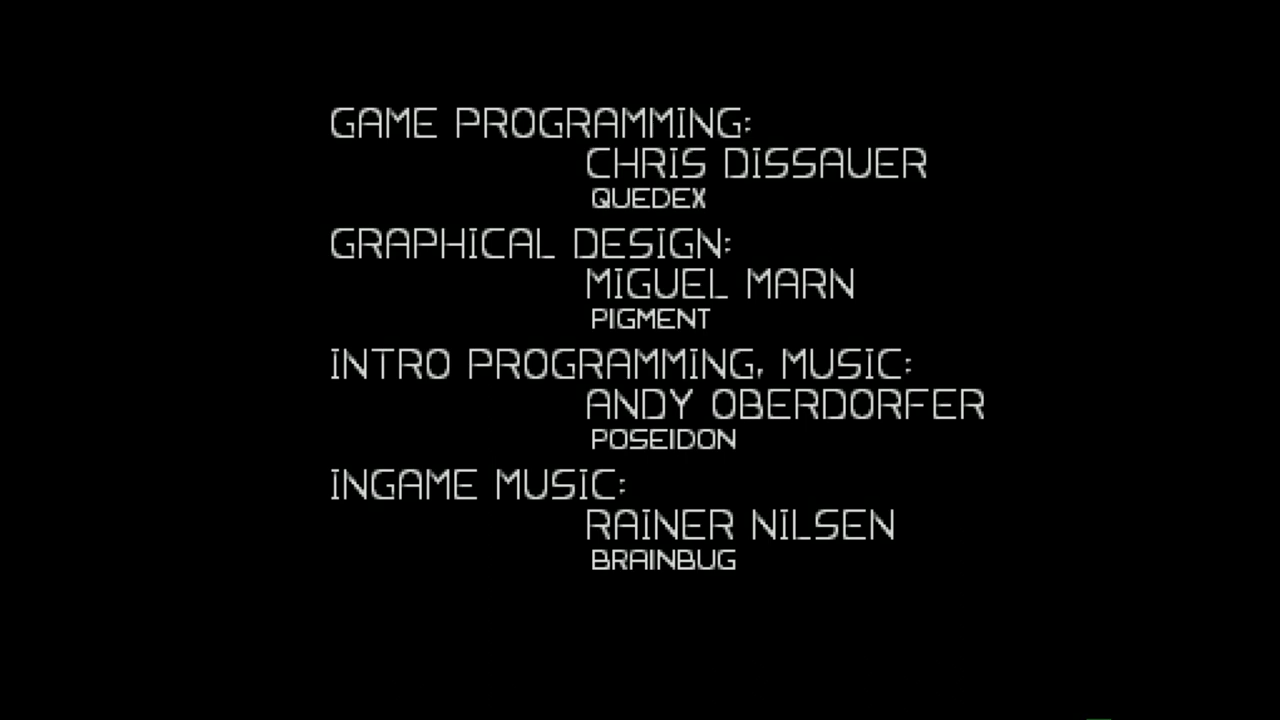 GAME PROGRAMMING:
CHRIS DISSAUER
QUEDEX
GRAPHICAL DESIGN:
MIGUEL MARN
PIGMENT
INTRO PROGRAMMING, MUSIC:
ANDY OBERDORFER
POSEIDON
INGAME MUSIC:
RAINER NILSEN
BRAINBUG